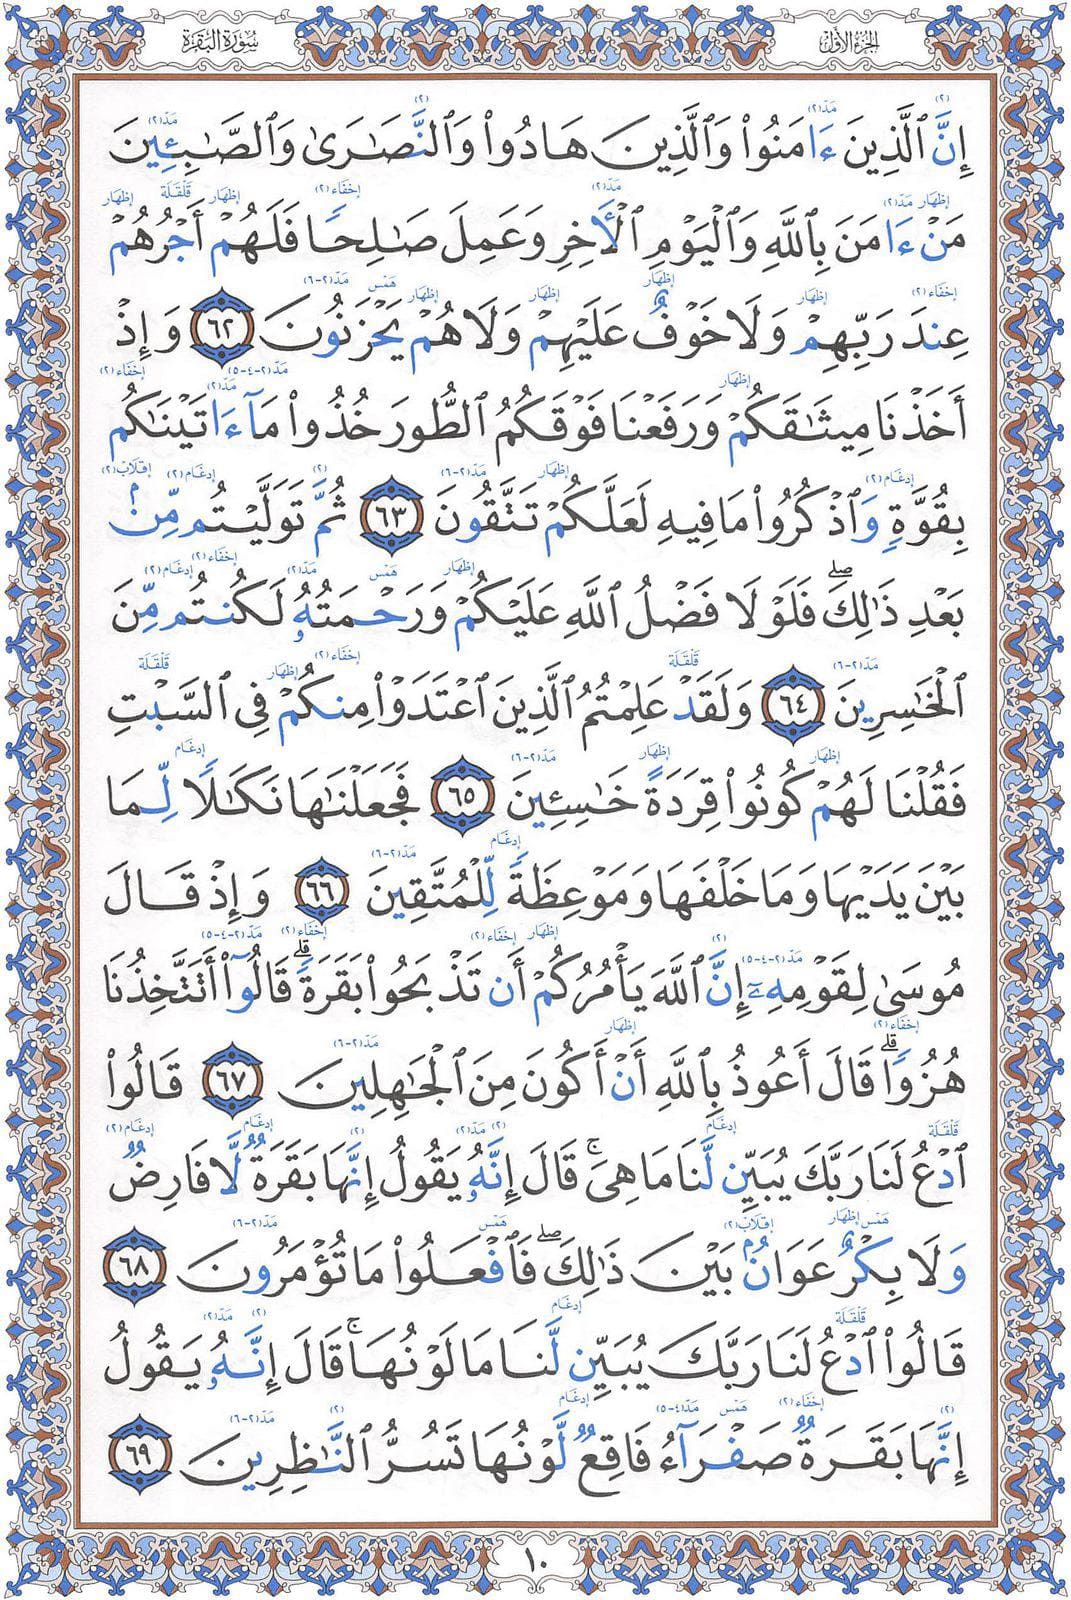 سُورَةُ البَقَرَة
الجزء الأول
إِنَّ ٱلَّذِينَ ءَامَنُوا۟ وَٱلَّذِينَ هَادُوا۟ وَٱلنَّصَـٰرَىٰ وَٱلصَّـٰبِـِٔينَ
مَنْ ءَامَنَ بِٱللَّهِ وَٱلْيَوْمِ ٱلْأَخِرِ وَعَمِلَ صَـٰلِحًا فَلَهُمْ أَجْرُهُمْ
عِندَ رَبِّهِمْ وَلَا خَوْفٌ عَلَيْهِمْ وَلَا هُمْ يَحْزَنُونَ ٦٢ وَإِذْ
أَخَذْنَا مِيثَـٰقَكُمْ وَرَفَعْنَا فَوْقَكُمُ ٱلطُّورَ خُذُوا۟ مَآ ءَاتَيْنَـٰكُم
بِقُوَّةٍ وَٱذْكُرُوا۟ مَا فِيهِ لَعَلَّكُمْ تَتَّقُونَ ٦٣ ثُمَّ تَوَلَّيْتُم مِّنۢ
بَعْدِ ذَٰلِكَ ۖ فَلَوْلَا فَضْلُ ٱللَّهِ عَلَيْكُمْ وَرَحْمَتُهُۥ لَكُنتُم مِّنَ
ٱلْخَـٰسِرِينَ ٦٤ وَلَقَدْ عَلِمْتُمُ ٱلَّذِينَ ٱعْتَدَوْا۟ مِنكُمْ فِى ٱلسَّبْتِ
فَقُلْنَا لَهُمْ كُونُوا۟ قِرَدَةً خَـٰسِـِٔينَ ٦٥ فَجَعَلْنَـٰهَا نَكَـٰلًا لِّمَا
بَيْنَ يَدَيْهَا وَمَا خَلْفَهَا وَمَوْعِظَةً لِّلْمُتَّقِينَ ٦٦ وَإِذْ قَالَ
مُوسَىٰ لِقَوْمِهِۦٓ إِنَّ ٱللَّهَ يَأْمُرُكُمْ أَن تَذْبَحُوا۟ بَقَرَةً ۖ قَالُوٓا۟ أَتَتَّخِذُنَا
هُزُوًا ۖ قَالَ أَعُوذُ بِٱللَّهِ أَنْ أَكُونَ مِنَ ٱلْجَـٰهِلِينَ ٦٧ قَالُوا۟
ٱدْعُ لَنَا رَبَّكَ يُبَيِّن لَّنَا مَا هِىَ ۚ قَالَ إِنَّهُۥ يَقُولُ إِنَّهَا بَقَرَةٌ لَّا فَارِضٌ
وَلَا بِكْرٌ عَوَانٌۢ بَيْنَ ذَٰلِكَ ۖ فَٱفْعَلُوا۟ مَا تُؤْمَرُونَ ٦٨
قَالُوا۟ ٱدْعُ لَنَا رَبَّكَ يُبَيِّن لَّنَا مَا لَوْنُهَا ۚ قَالَ إِنَّهُۥ يَقُولُ
إِنَّهَا بَقَرَةٌ صَفْرَآءُ فَاقِعٌ لَّوْنُهَا تَسُرُّ ٱلنَّـٰظِرِينَ ٦٩
١٠